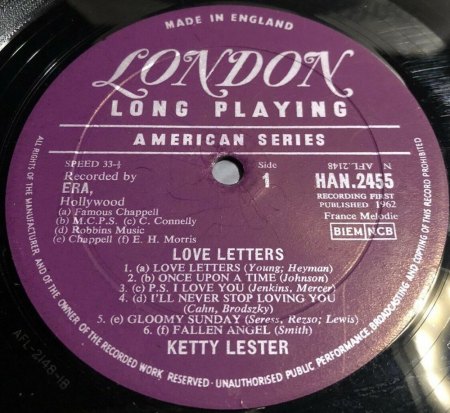 MADE IN ENGLAND
LONDON
LONG PLAYING
AMERICAN SERIES
SPEED 33-⅓
Recorded by
ERA,
Hollywood
(a) Famous Chappell
(b) M.C.P.S. (c) C. Connelly
(d) Robbins Music
(e) Chappell (f) E. H. Morris
Side
1
N AFL.2148
HAN.2455
RECORDING FIRST
PUBLISHED 1962
France Melodie
BIEM NCB
LOVE LETTERS
1. (a) LOVE LETTERS (Young; Heyman)
2. (b) ONCE UPON A TIME (Johnson)
3. (c) P.S. I LOVE YOU (Jenkins, Mercer)
4. (d) I'LL NEVER STOP LOVING YOU
(Cahn, Brodszky)
5. (e) GLOOMY SUNDAY (Seress, Rezso; Lewis)
6. (f) FALLEN ANGEL (Smith)
KETTY LESTER
ALL RIGHTS OF THE MANUFACTURER AND OF THE OWNER OF THE RECORDED WORK RESERVED · UNAUTHORISED PUBLIC PERFORMANCE, BROADCASTING AND COPYING OF THIS RECORD PROHIBITED